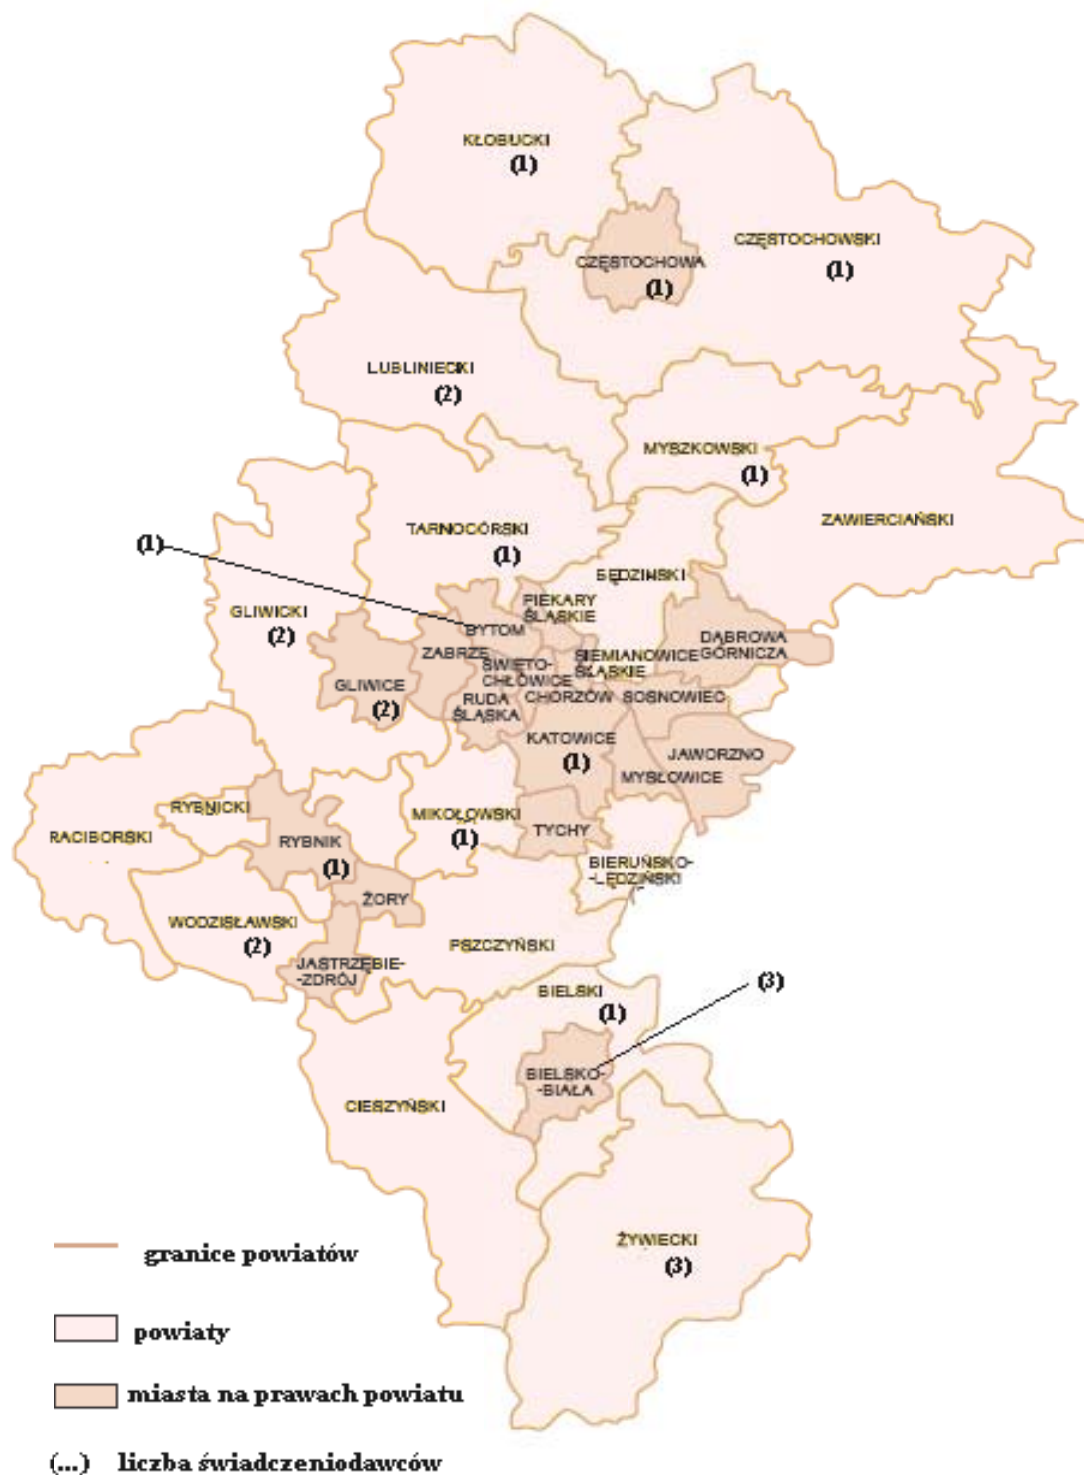 KŁOBUCKI
(1)
CZĘSTOCHOWSKI
(1)
CZĘSTOCHOWA
(1)
LUBLINIECKI
(2)
MYSZKOWSKI
(1)
ZAWIERCIAŃSKI
TARNOGÓRSKI
(1)
(1)
BĘDZIŃSKI
GLIWICKI
(2)
PIEKARY
ŚLĄSKIE
BYTOM
DĄBROWA
GÓRNICZA
ZABRZE
SIEMIANOWICE
ŚLĄSKIE
ŚWIĘTO-
CHŁOWICE
GLIWICE
(2)
RUDA
ŚLĄSKA
CHORZÓW
SOSNOWIEC
KATOWICE
(1)
JAWORZNO
MYSŁOWICE
RYBNICKI
RACIBORSKI
RYBNIK
(1)
MIKOŁOWSKI
(1)
TYCHY
BIERUŃSKO-
-LĘDZIŃSKI
ŻORY
WODZISŁAWSKI
(2)
PSZCZYŃSKI
JASTRZĘBIE-
-ZDRÓJ
BIELSKI
(1)
(3)
BIELSKO-
-BIAŁA
CIESZYŃSKI
ŻYWIECKI
(3)
granice powiatów
powiaty
miasta na prawach powiatu
(...) liczba świadczeniodawców